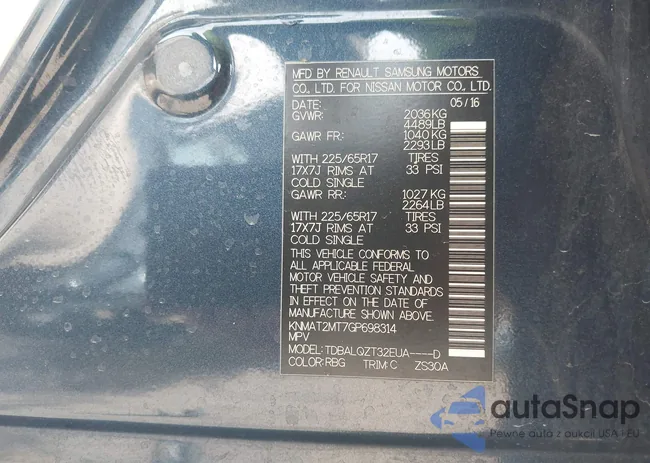 MFD BY RENAULT SAMSUNG MOTORS
CO., LTD. FOR NISSAN MOTOR CO., LTD.
DATE: 05/16
GVWR: 2036 KG
4489LB
GAWR FR: 1040 KG
2293LB
WITH 225/65R17 TIRES
17X7J RIMS AT 33 PSI
COLD SINGLE
GAWR RR: 1027 KG
2264LB
WITH 225/65R17 TIRES
17X7J RIMS AT 33 PSI
COLD SINGLE
THIS VEHICLE CONFORMS TO
ALL APPLICABLE FEDERAL
MOTOR VEHICLE SAFETY AND
THEFT PREVENTION STANDARDS
IN EFFECT ON THE DATE OF
MANUFACTURE SHOWN ABOVE.
KNMAT2MT7GP698314
MPV
MODEL: TDBALQZT32EUA----D
COLOR: RBG TRIM: C ZS30A
autaSnap
Pewne auta z aukcji USA i EU